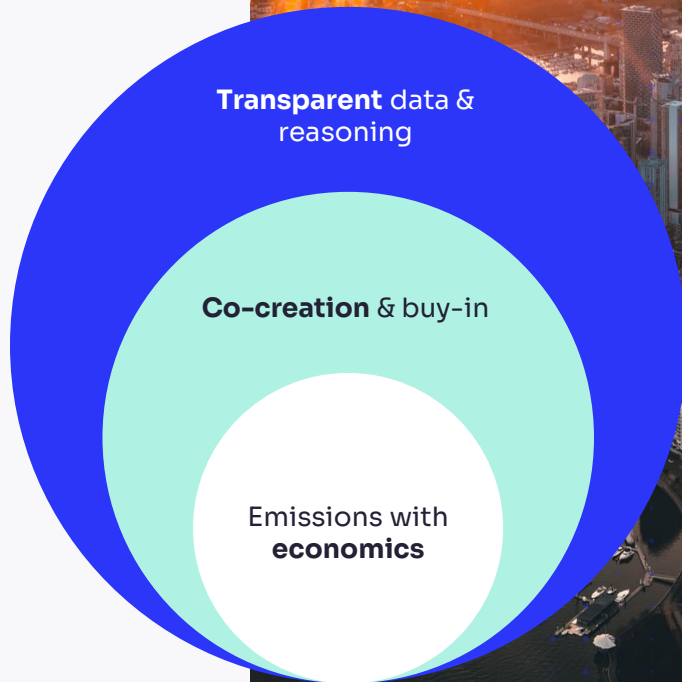 Transparent data &
reasoning
Co-creation & buy-in
Emissions with
economics